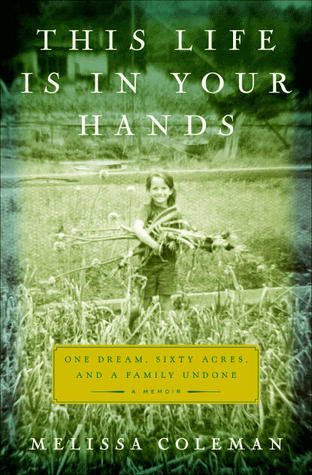 THIS LIFE
IS IN YOUR
HANDS
ONE DREAM, SIXTY ACRES,
AND A FAMILY UNDONE
A MEMOIR
MELISSA COLEMAN